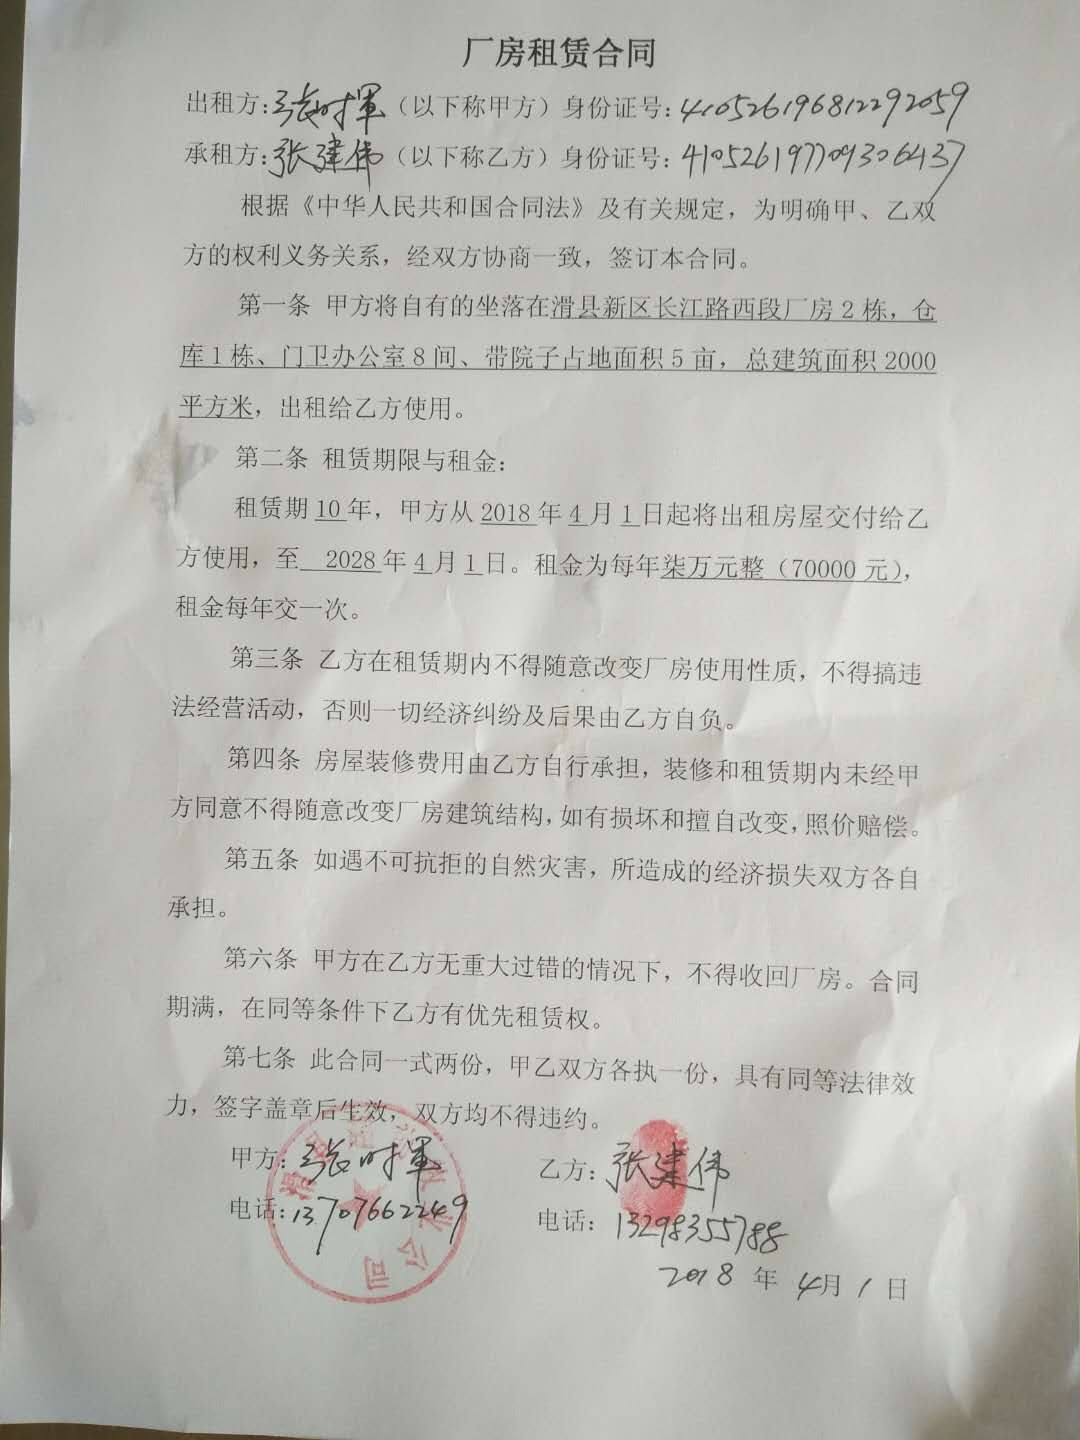 厂房租赁合同
出租方：张时军（以下称甲方）身份证号：410526196812292059
承租方：张建伟（以下称乙方）身份证号：410526197709306437
根据《中华人民共和国合同法》及有关规定，为明确甲、乙双
方的权利义务关系，经双方协商一致，签订本合同。
第一条 甲方将自有的坐落在滑县新区长江路西段厂房2栋，仓
库1栋、门卫办公室8间、带院子占地面积5亩，总建筑面积2000
平方米，出租给乙方使用。
第二条 租赁期限与租金：
租赁期10年，甲方从2018年4月1日起将出租房屋交付给乙
方使用，至 2028年4月1日。租金为每年柒万元整（70000元），
租金每年交一次。
第三条 乙方在租赁期内不得随意改变厂房使用性质，不得搞违
法经营活动，否则一切经济纠纷及后果由乙方自负。
第四条 房屋装修费用由乙方自行承担，装修和租赁期内未经甲
方同意不得随意改变厂房建筑结构，如有损坏和擅自改变，照价赔偿。
第五条 如遇不可抗拒的自然灾害，所造成的经济损失双方各自
承担。
第六条 甲方在乙方无重大过错的情况下，不得收回厂房。合同
期满，在同等条件下乙方有优先租赁权。
第七条 此合同一式两份，甲乙双方各执一份，具有同等法律效
力，签字盖章后生效，双方均不得违约。
甲方：张时军 乙方：张建伟
电话：13707662249 电话：13298355788
2018年4月1日